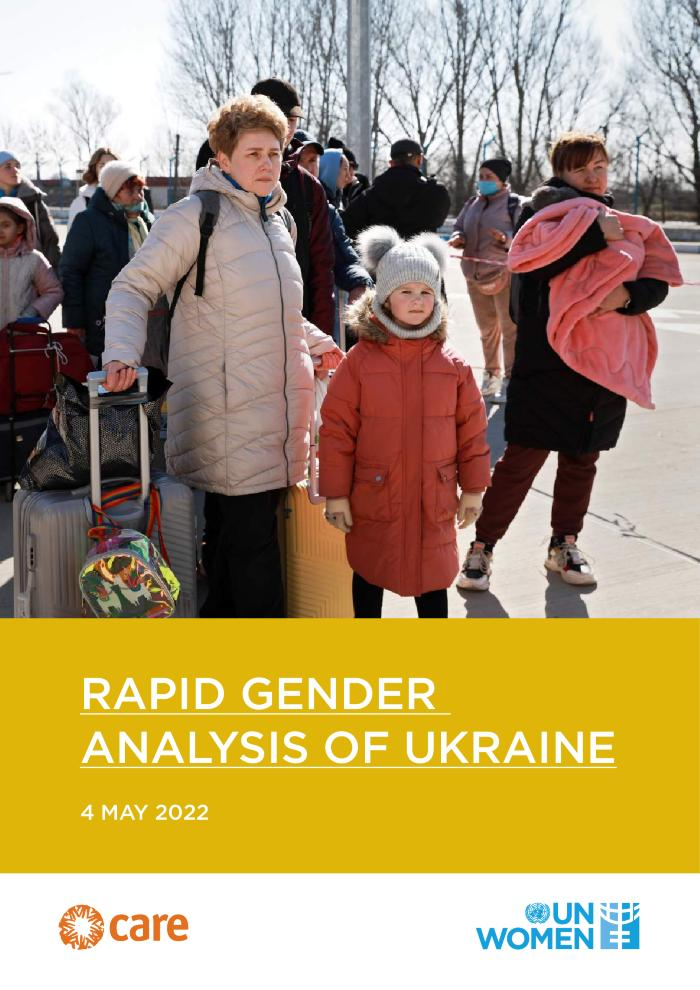 RAPID GENDER
ANALYSIS OF UKRAINE
4 MAY 2022
care
UN
WOMEN